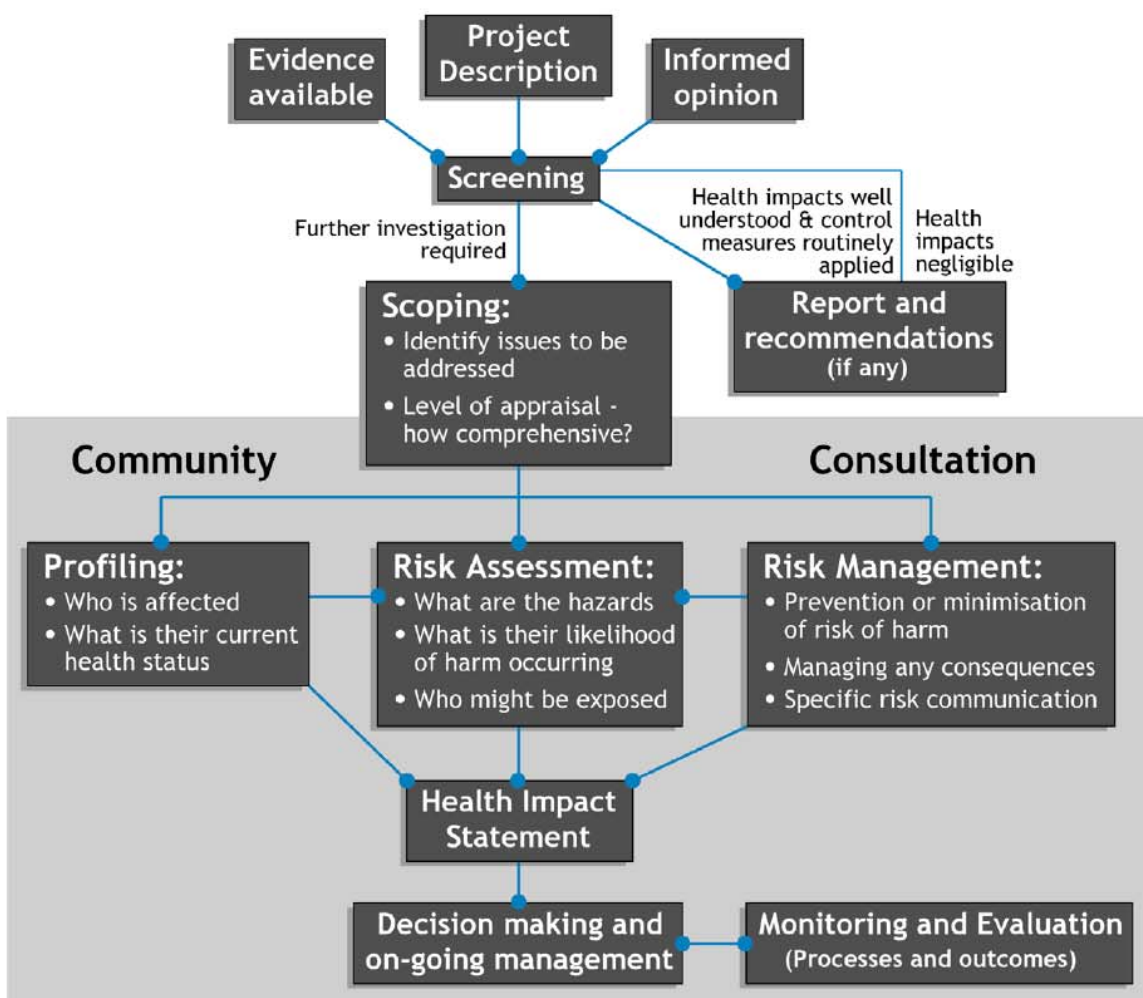 Evidence
available
Project
Description
Informed
opinion
Screening
Further investigation
required
Health impacts well
understood & control
measures routinely
applied
Health
impacts
negligible
Scoping:
• Identify issues to be
addressed
• Level of appraisal -
how comprehensive?
Report and
recommendations
(if any)
Community
Consultation
Profiling:
• Who is affected
• What is their current
health status
Risk Assessment:
• What are the hazards
• What is their likelihood
of harm occurring
• Who might be exposed
Risk Management:
• Prevention or minimisation
of risk of harm
• Managing any consequences
• Specific risk communication
Health Impact
Statement
Decision making and
on-going management
Monitoring and Evaluation
(Processes and outcomes)